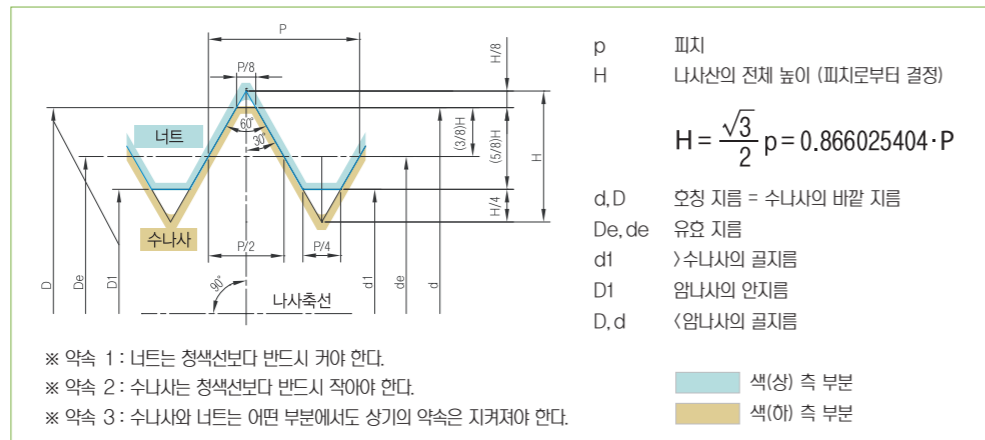 P
P/8
H/8
60°
30°
(3/8)H
(5/8)H
H
H/4
너트
수나사
P/2
P/4
90°
나사축선
D
De
D1
d1
de
d
p 피치
H 나사산의 전체 높이 (피치로부터 결정)
H = √3/2 p = 0.866025404·P
d, D 호칭 지름 = 수나사의 바깥 지름
De, de 유효 지름
d1 〉수나사의 골지름
D1 암나사의 안지름
D, d 〈암나사의 골지름
색(상) 측 부분
색(하) 측 부분
※ 약속 1 : 너트는 청색선보다 반드시 커야 한다.
※ 약속 2 : 수나사는 청색선보다 반드시 작아야 한다.
※ 약속 3 : 수나사와 너트는 어떤 부분에서도 상기의 약속은 지켜져야 한다.